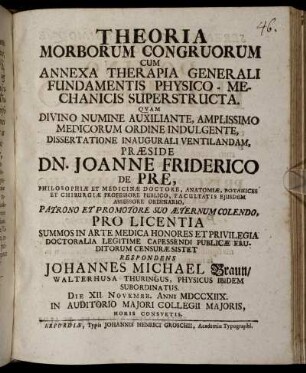 46.
THEORIA
MORBORUM CONGRUORUM
CUM
ANNEXA THERAPIA GENERALI
FUNDAMENTIS PHYSICO-ME-
CHANICIS SUPERSTRUCTA.
QUAM
DIVINO NUMINE AUXILIANTE, AMPLISSIMO
MEDICORUM ORDINE INDULGENTE,
DISSERTATIONE INAUGURALI VENTILANDAM,
PRÆSIDE
DN. JOANNE FRIDERICO
DE PRE,
PHILOSOPHIÆ ET MEDICINÆ DOCTORE, ANATOMIÆ, BOTANICES
ET CHIRURGIÆ PROFESSORE PUBLICO, FACULTATIS EJUSDEM
ASSESSORE ORDINARIO,
PATRONO ET PROMOTORE SUO ÆTERNUM COLENDO,
PRO LICENTIA
SUMMOS IN ARTE MEDICA HONORES ET PRIVILEGIA
DOCTORALIA LEGITIME CAPESSENDI PUBLICÆ ERU-
DITORUM CENSURÆ SISTET
RESPONDENS
JOHANNES MICHAEL Braun/
WALTERHUSA THURINGUS, PHYSICUS IBIDEM
SUBORDINATUS.
DIE XII NOVEMBR. ANNI MDCCXIIX.
IN AUDITORIO MAJORI COLLEGII MAJORIS,
HORIS CONSUETIS.
ERFORDIÆ, Typis JOHANNIS HENRICI GROSCHII, Academiæ Typographi.